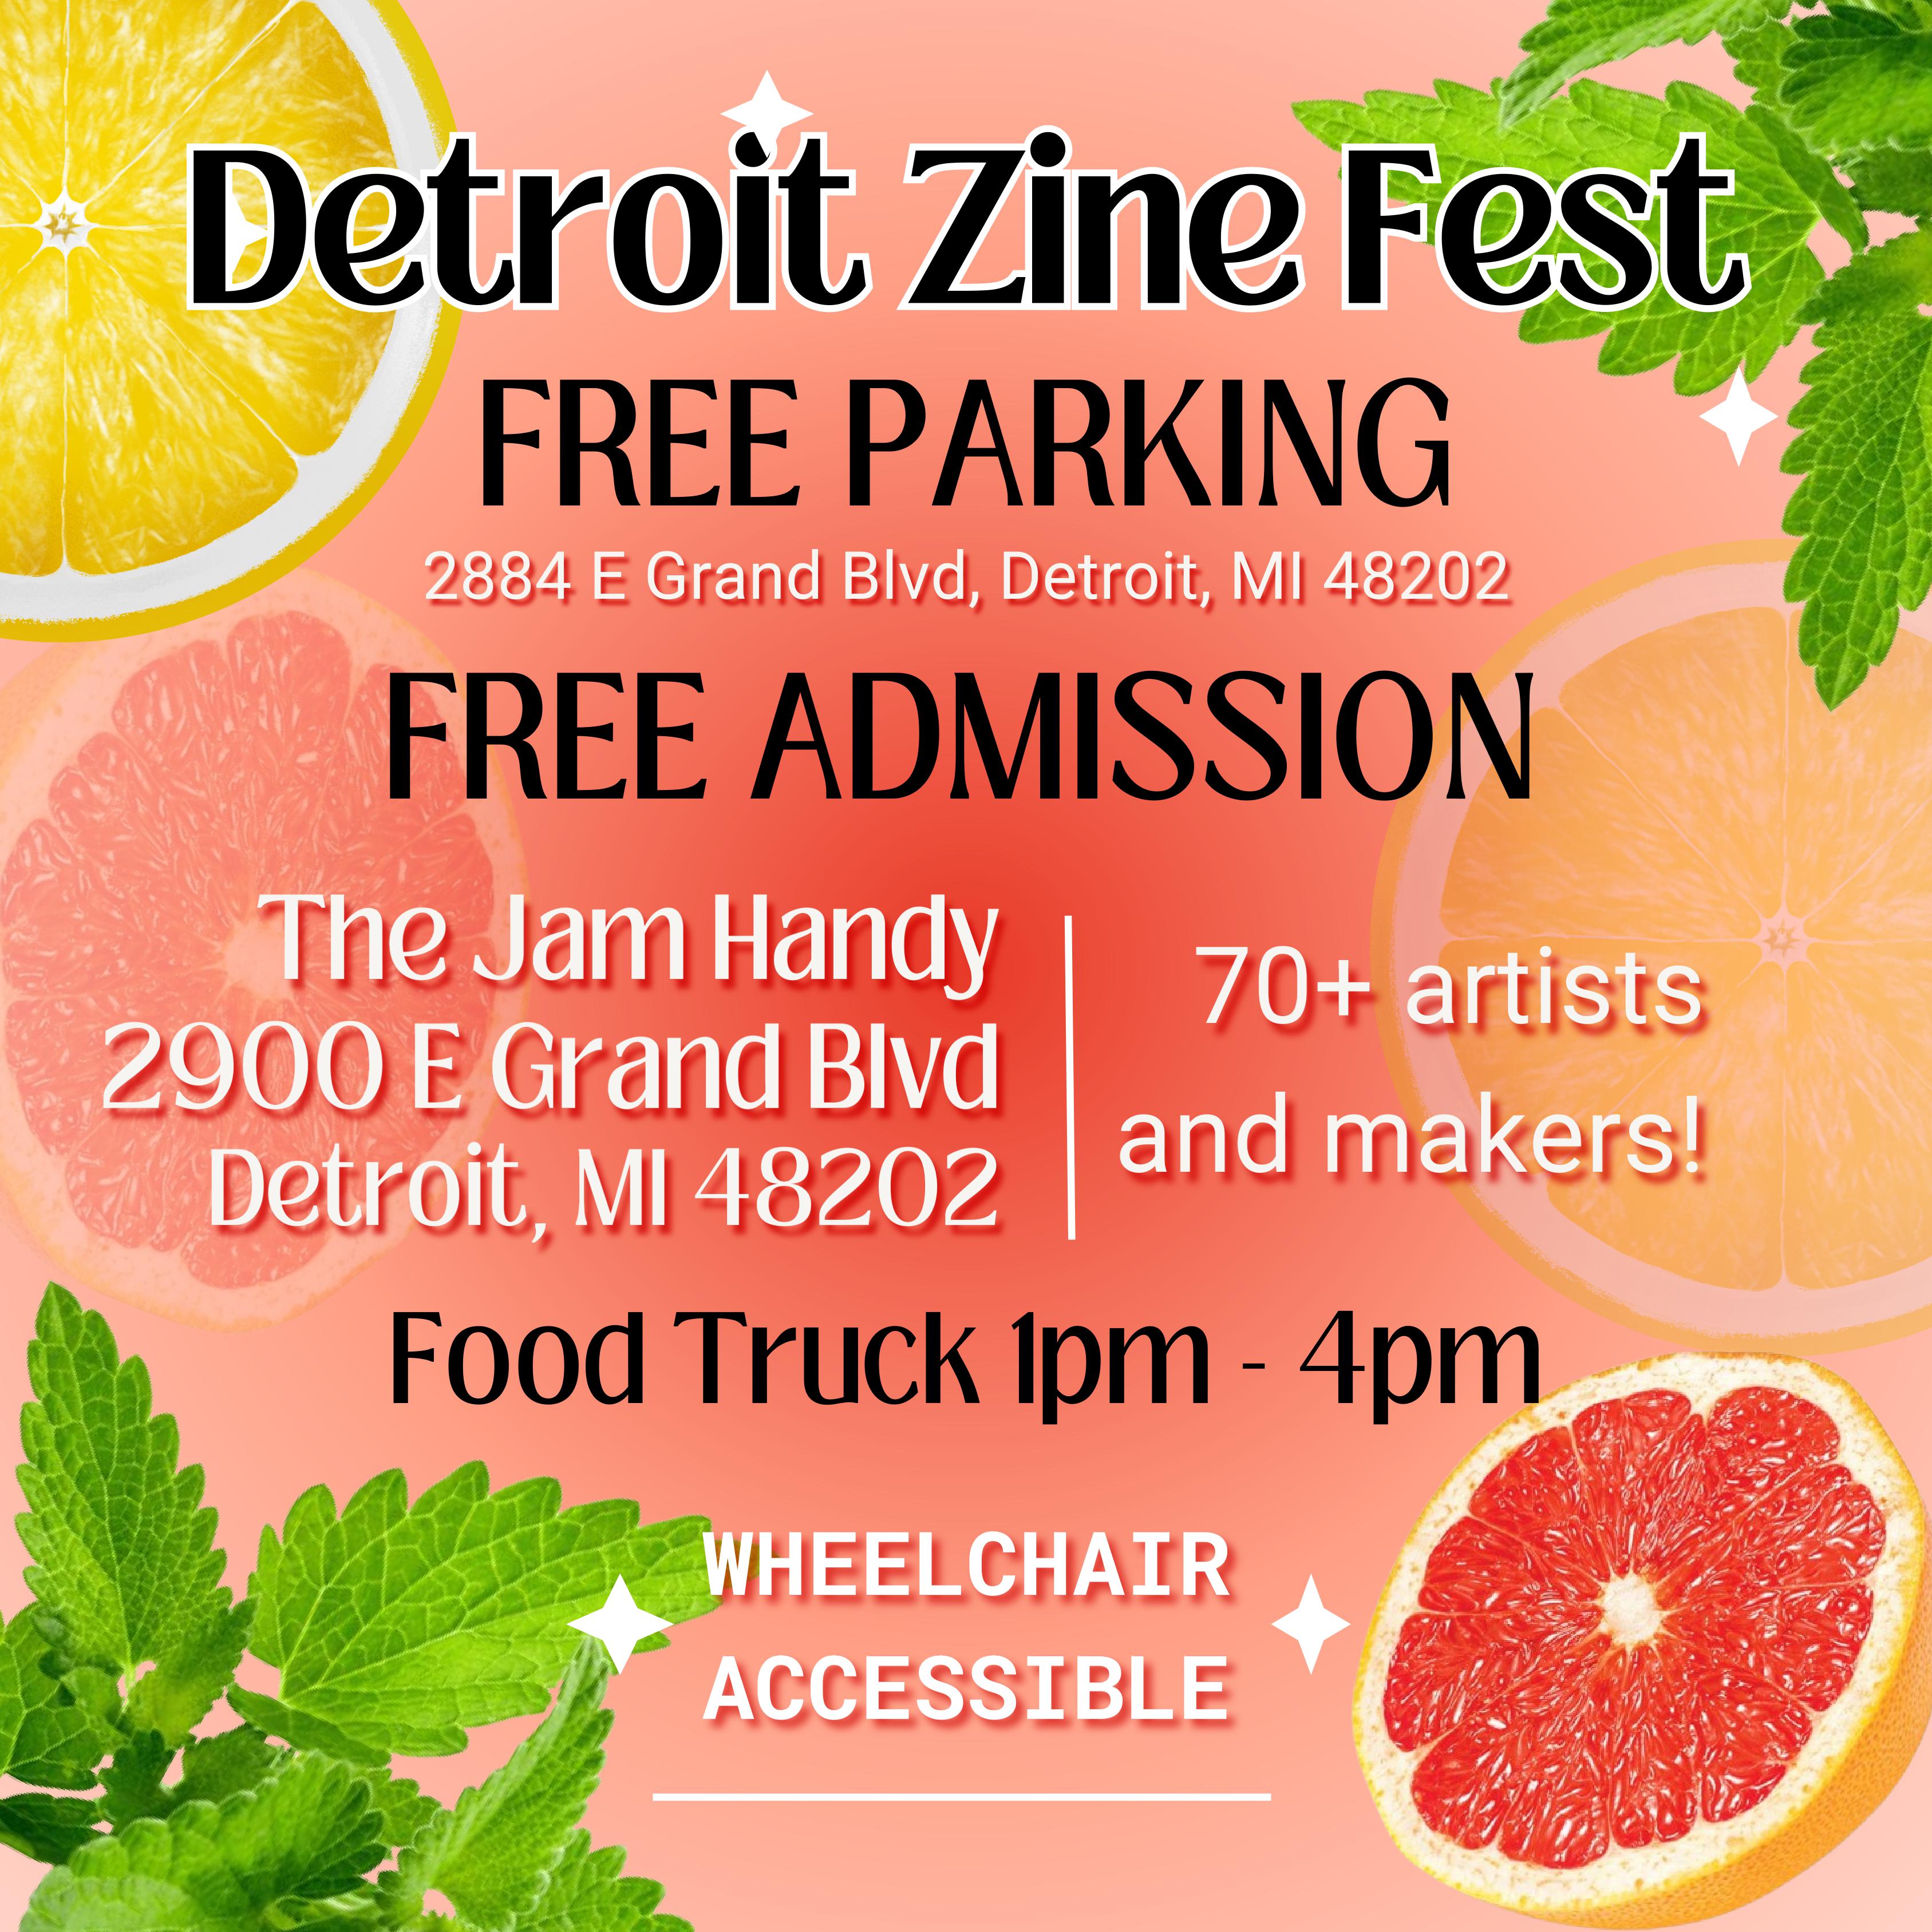 Detroit Zine Fest
FREE PARKING
2884 E Grand Blvd, Detroit, MI 48202
FREE ADMISSION
The Jam Handy
2900 E Grand Blvd
Detroit, MI 48202
70+ artists
and makers!
Food Truck 1pm - 4pm
WHEELCHAIR
ACCESSIBLE